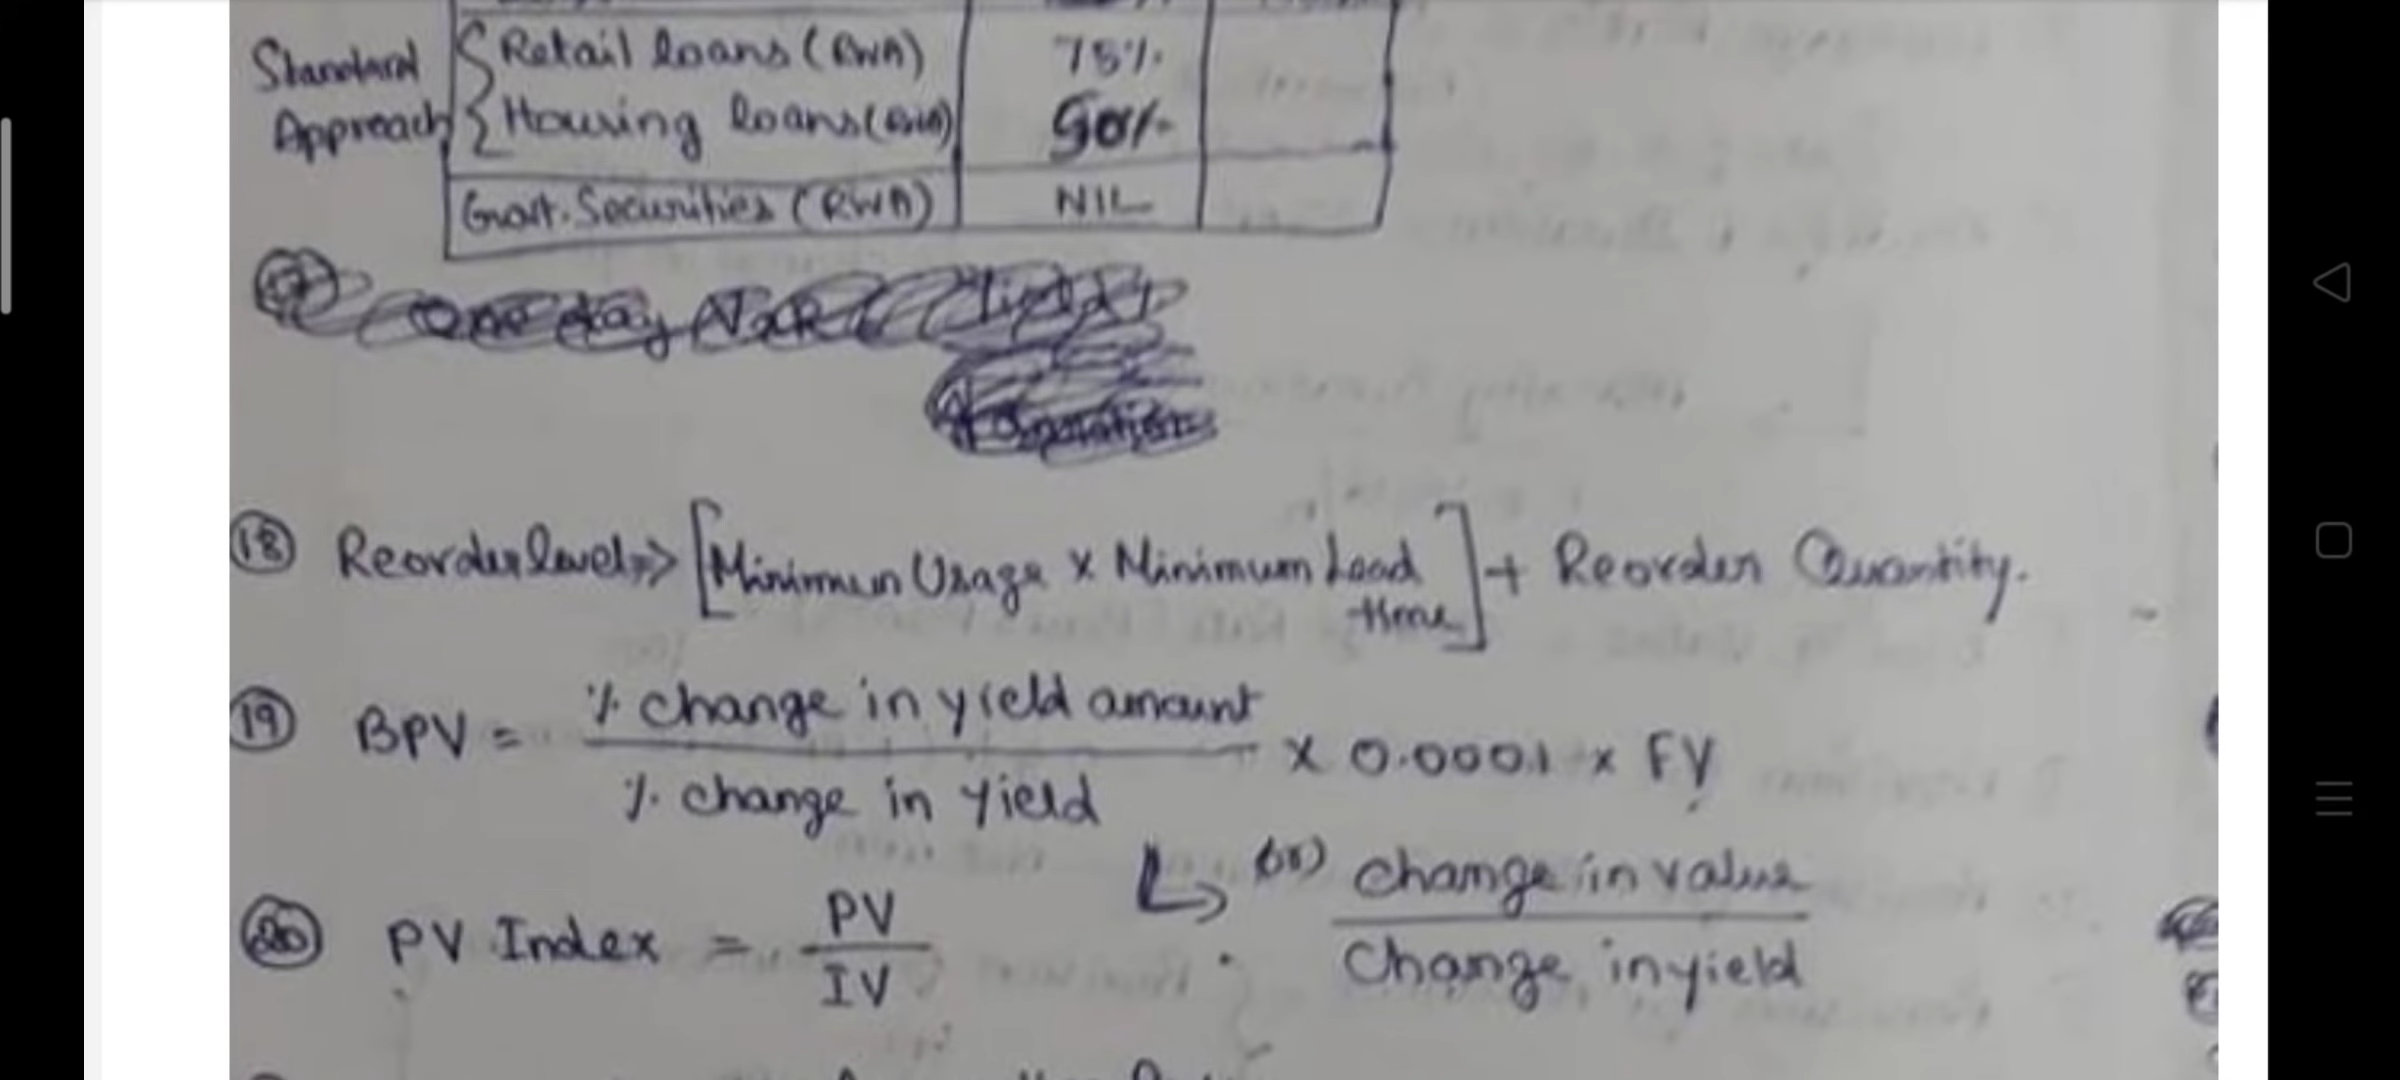 Standard Approach { Retail loans (RWA) 75%.
{ Housing loans (RWA) 50%.
Govt. Securities (RWA) NIL
18 Reorder level => [Minimum Usage x Minimum Lead time] + Reorder Quantity.
19 BPV = % change in yield amount / % change in yield x 0.0001 x FV
(or) change in value / Change in yield
20 PV Index = PV / IV